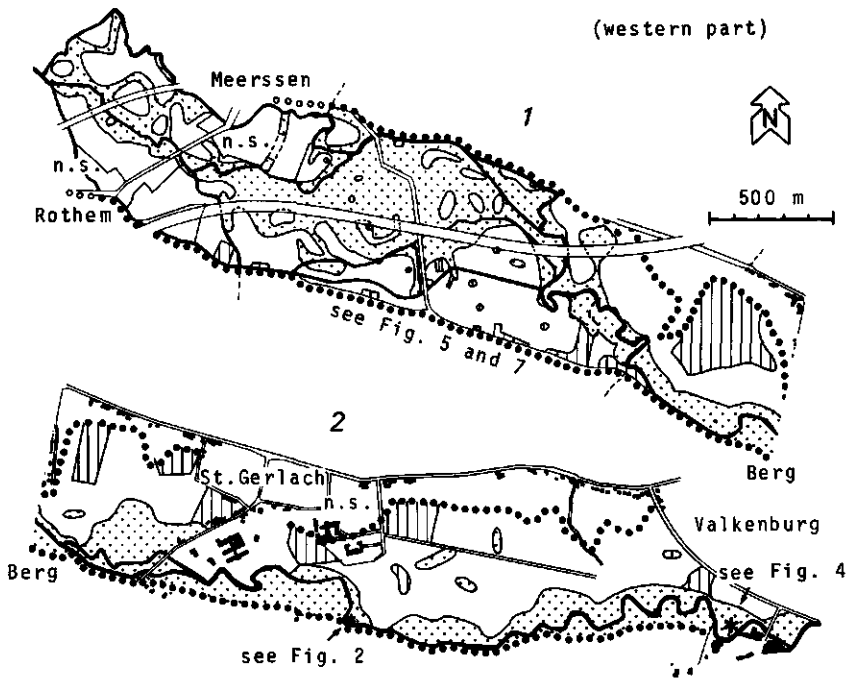 (western part)
Meerssen
1
N
n.s.
n.s.
500 m
Rothem
see Fig. 5 and 7
2
Berg
St.Gerlach
n.s.
Valkenburg
Berg
see Fig. 4
see Fig. 2